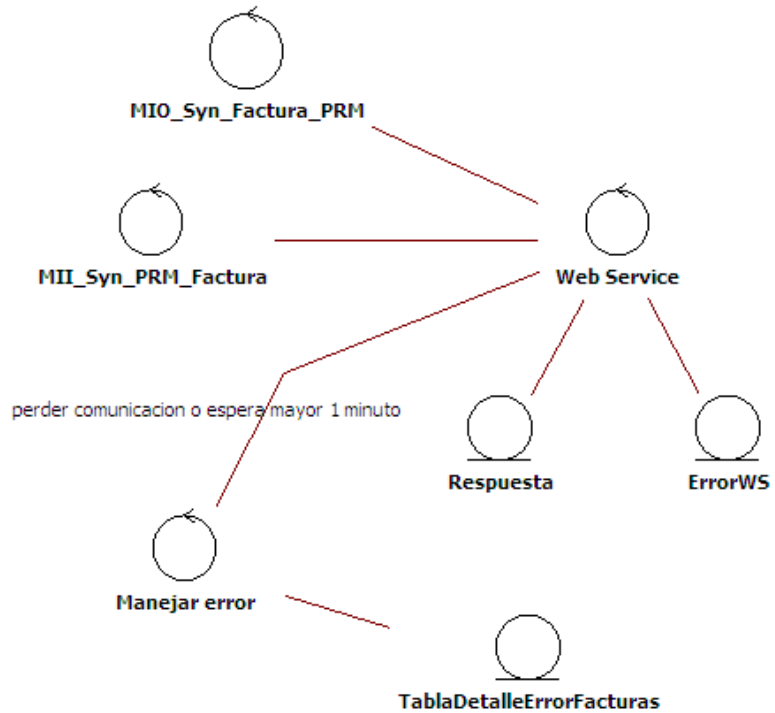 MIO_Syn_Factura_PRM
MII_Syn_PRM_Factura
Web Service
perder comunicacion o espera mayor 1 minuto
Respuesta
ErrorWS
Manejar error
TablaDetalleErrorFacturas